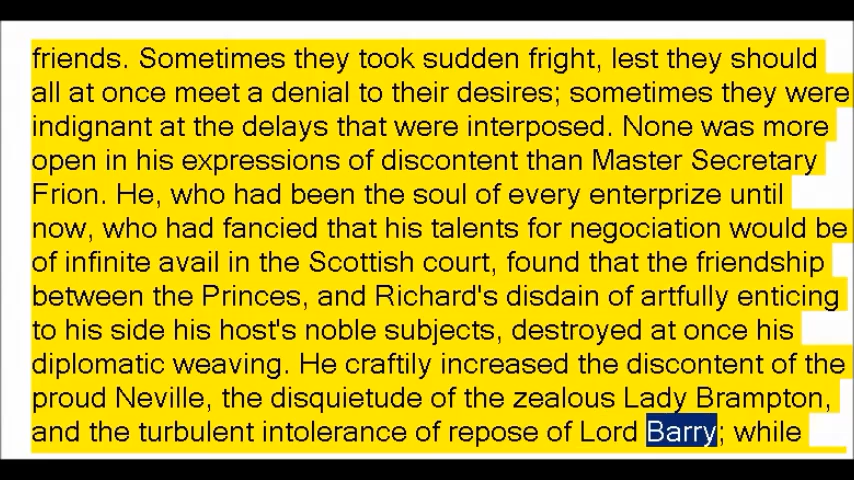 friends. Sometimes they took sudden fright, lest they should
all at once meet a denial to their desires; sometimes they were
indignant at the delays that were interposed. None was more
open in his expressions of discontent than Master Secretary
Frion. He, who had been the soul of every enterprize until
now, who had fancied that his talents for negociation would be
of infinite avail in the Scottish court, found that the friendship
between the Princes, and Richard's disdain of artfully enticing
to his side his host's noble subjects, destroyed at once his
diplomatic weaving. He craftily increased the discontent of the
proud Neville, the disquietude of the zealous Lady Brampton,
and the turbulent intolerance of repose of Lord Barry; while